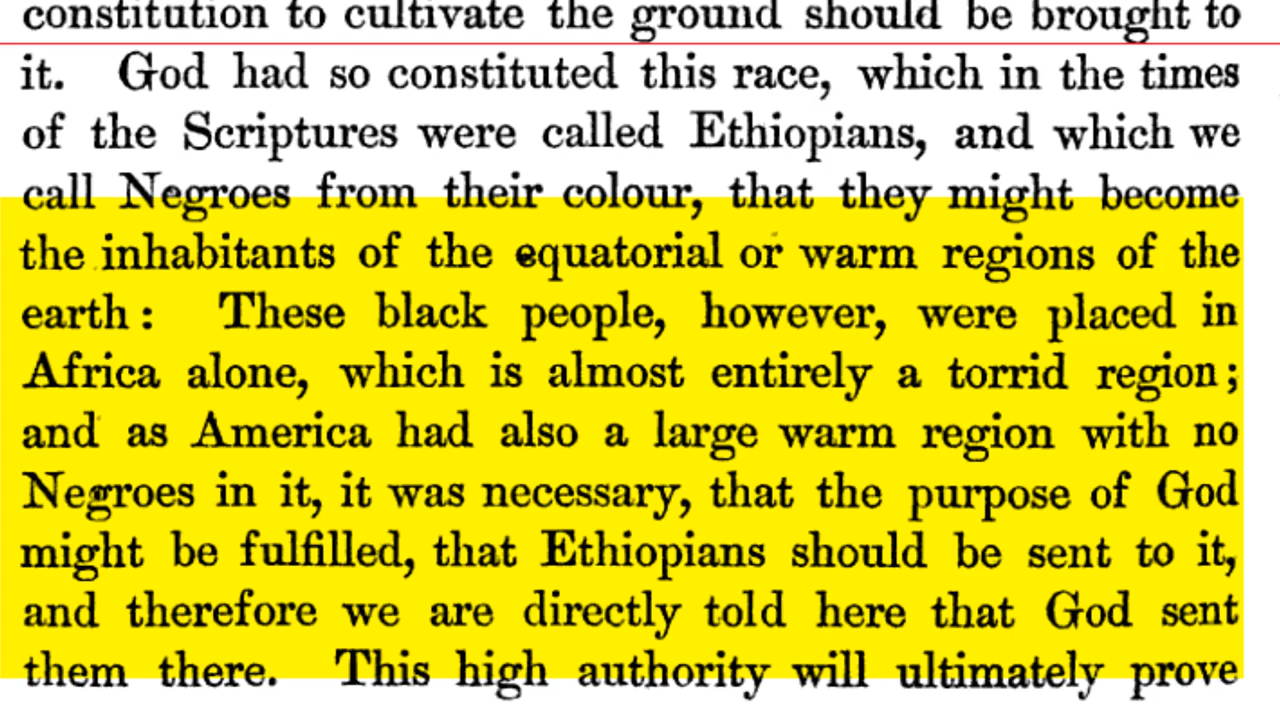 constitution to cultivate the ground should be brought to
it. God had so constituted this race, which in the times
of the Scriptures were called Ethiopians, and which we
call Negroes from their colour, that they might become
the inhabitants of the equatorial or warm regions of the
earth: These black people, however, were placed in
Africa alone, which is almost entirely a torrid region;
and as America had also a large warm region with no
Negroes in it, it was necessary, that the purpose of God
might be fulfilled, that Ethiopians should be sent to it,
and therefore we are directly told here that God sent
them there. This high authority will ultimately prove